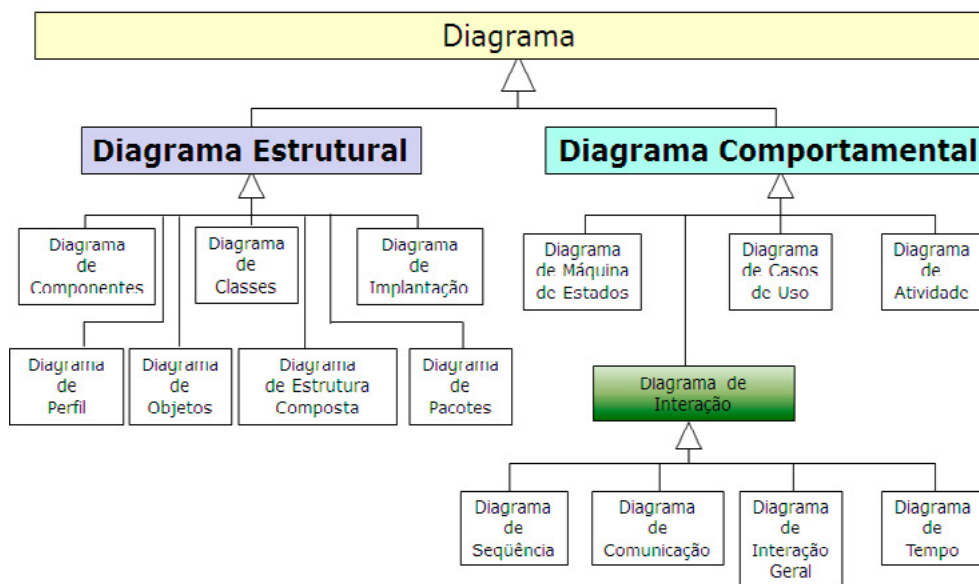 Diagrama
Diagrama Estrutural
Diagrama Comportamental
Diagrama
de
Componentes
Diagrama
de
Classes
Diagrama
de
Implantação
Diagrama
de Máquina
de Estados
Diagrama
de Casos
de Uso
Diagrama
de
Atividade
Diagrama
de
Perfil
Diagrama
de
Objetos
Diagrama
de Estrutura
Composta
Diagrama
de
Pacotes
Diagrama de
Interação
Diagrama
de
Seqüência
Diagrama
de
Comunicação
Diagrama
de
Interação
Geral
Diagrama
de
Tempo